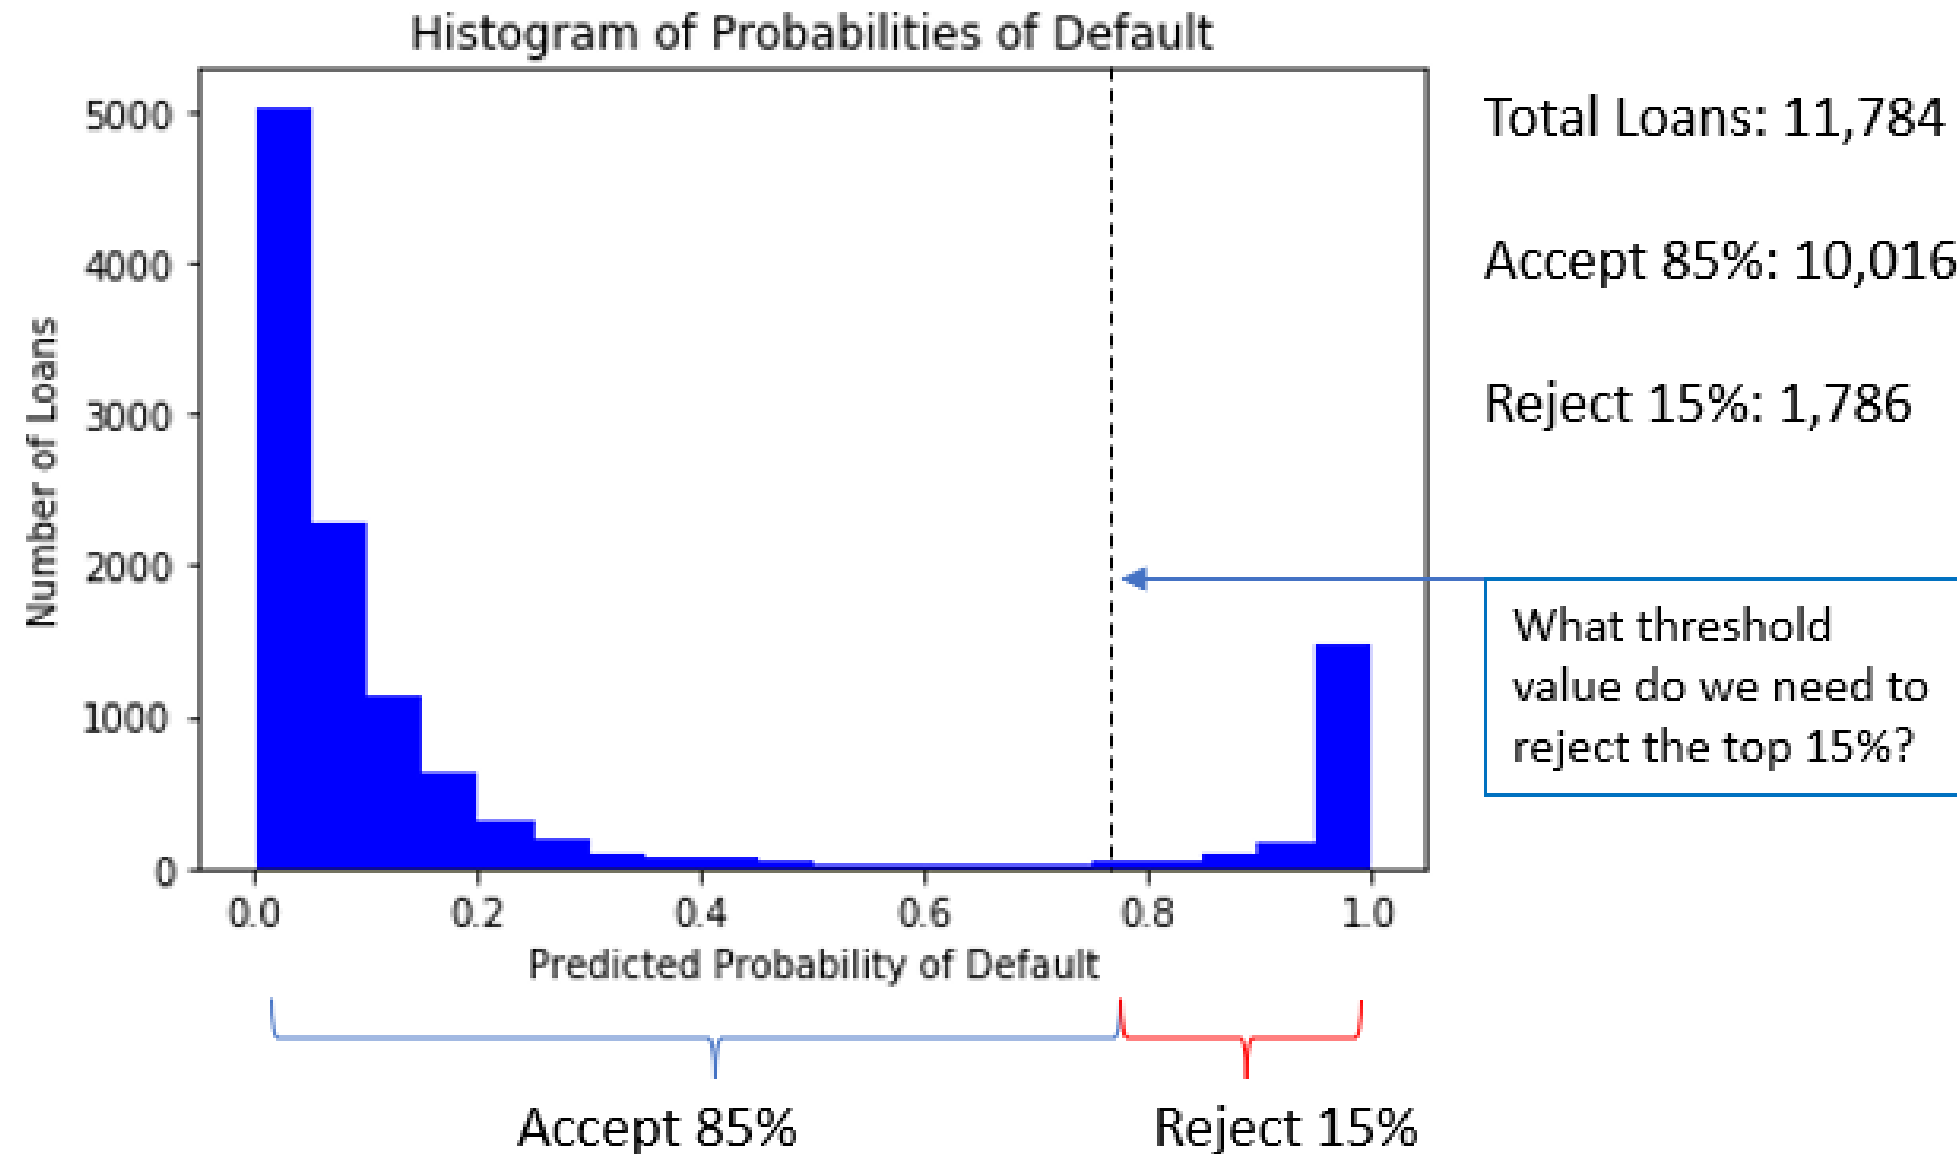 Histogram of Probabilities of Default
Number of Loans
5000
4000
3000
2000
1000
0
0.0 0.2 0.4 0.6 0.8 1.0
Predicted Probability of Default
Accept 85%
Reject 15%
Total Loans: 11,784
Accept 85%: 10,016
Reject 15%: 1,786
What threshold
value do we need to
reject the top 15%?